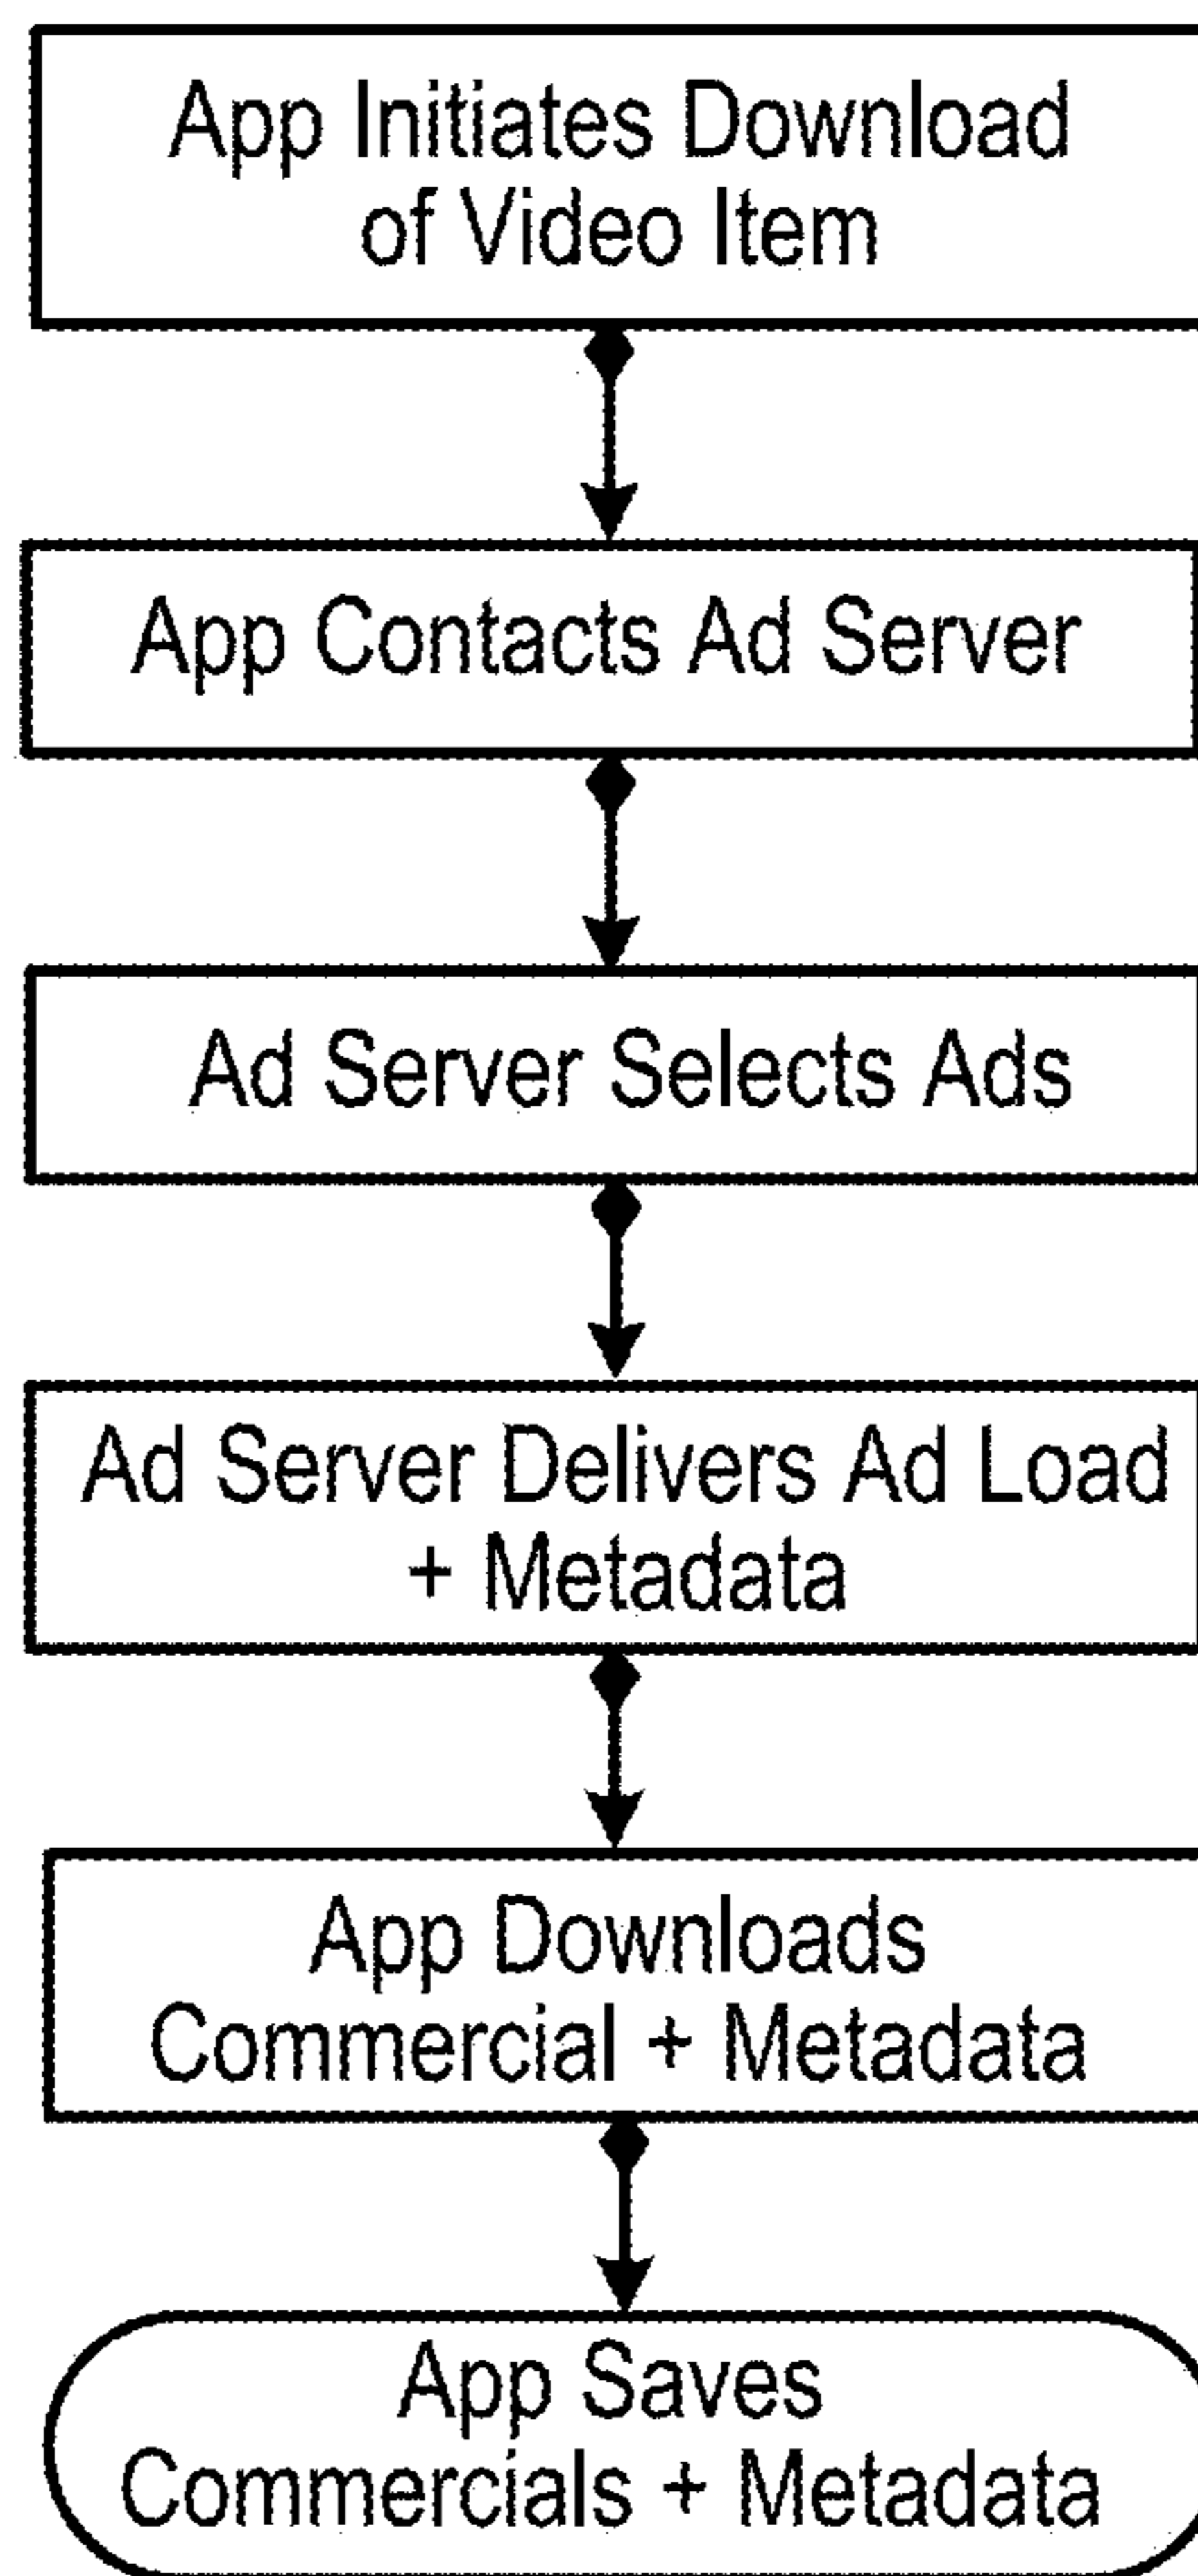 App Initiates Download
of Video Item
App Contacts Ad Server
Ad Server Selects Ads
Ad Server Delivers Ad Load
+ Metadata
App Downloads
Commercial + Metadata
App Saves
Commercials + Metadata